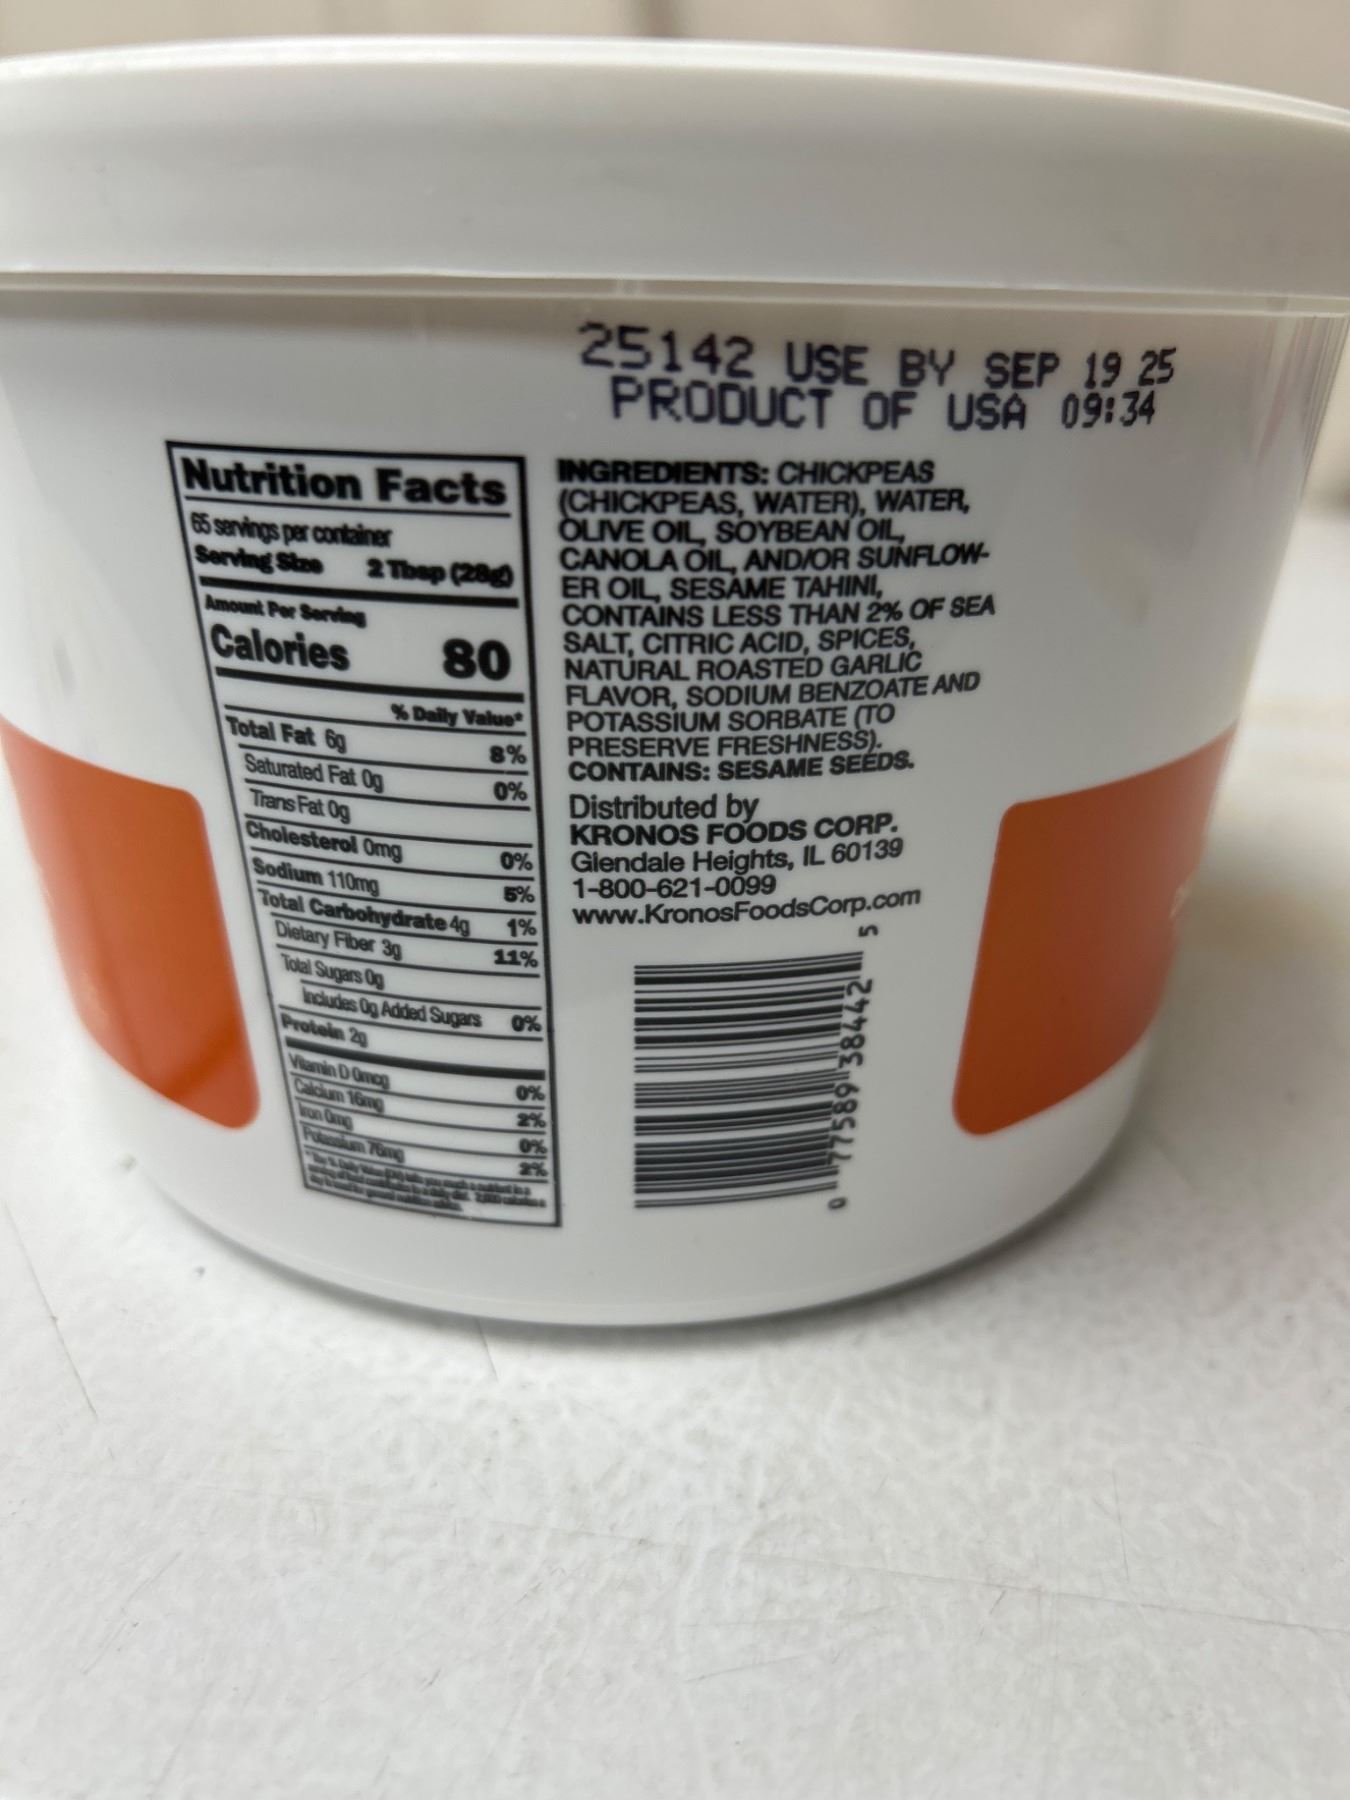 25142 USE BY SEP 19 25
PRODUCT OF USA 09:34
Nutrition Facts
65 servings per container
Serving Size 2 Tbsp (28g)
Amount Per Serving
Calories 80
% Daily Value*
Total Fat 6g 8%
Saturated Fat 0g 0%
Trans Fat 0g
Cholesterol 0mg 0%
Sodium 110mg 5%
Total Carbohydrate 4g 1%
Dietary Fiber 3g 11%
Total Sugars 0g
Includes 0g Added Sugars 0%
Protein 2g
Vitamin D 0mcg 0%
Calcium 16mg 2%
Iron 0mg 0%
Potassium 76mg 2%
INGREDIENTS: CHICKPEAS
(CHICKPEAS, WATER), WATER,
OLIVE OIL, SOYBEAN OIL,
CANOLA OIL, AND/OR SUNFLOW-
ER OIL, SESAME TAHINI,
CONTAINS LESS THAN 2% OF SEA
SALT, CITRIC ACID, SPICES,
NATURAL ROASTED GARLIC
FLAVOR, SODIUM BENZOATE AND
POTASSIUM SORBATE (TO
PRESERVE FRESHNESS).
CONTAINS: SESAME SEEDS.
Distributed by
KRONOS FOODS CORP.
Glendale Heights, IL 60139
1-800-621-0099
www.KronosFoodsCorp.com
0 77589 38442 5